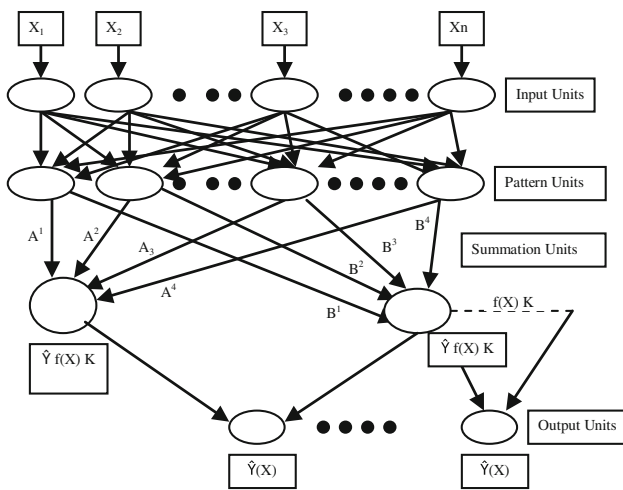 X₁ X₂ X₃ Xn
Input Units
Pattern Units
A¹ A² A₃ B³ B⁴
Summation Units
A⁴ B² B¹
f(X) K
Ŷ f(X) K
Ŷ f(X) K
Output Units
Ŷ(X) Ŷ(X)